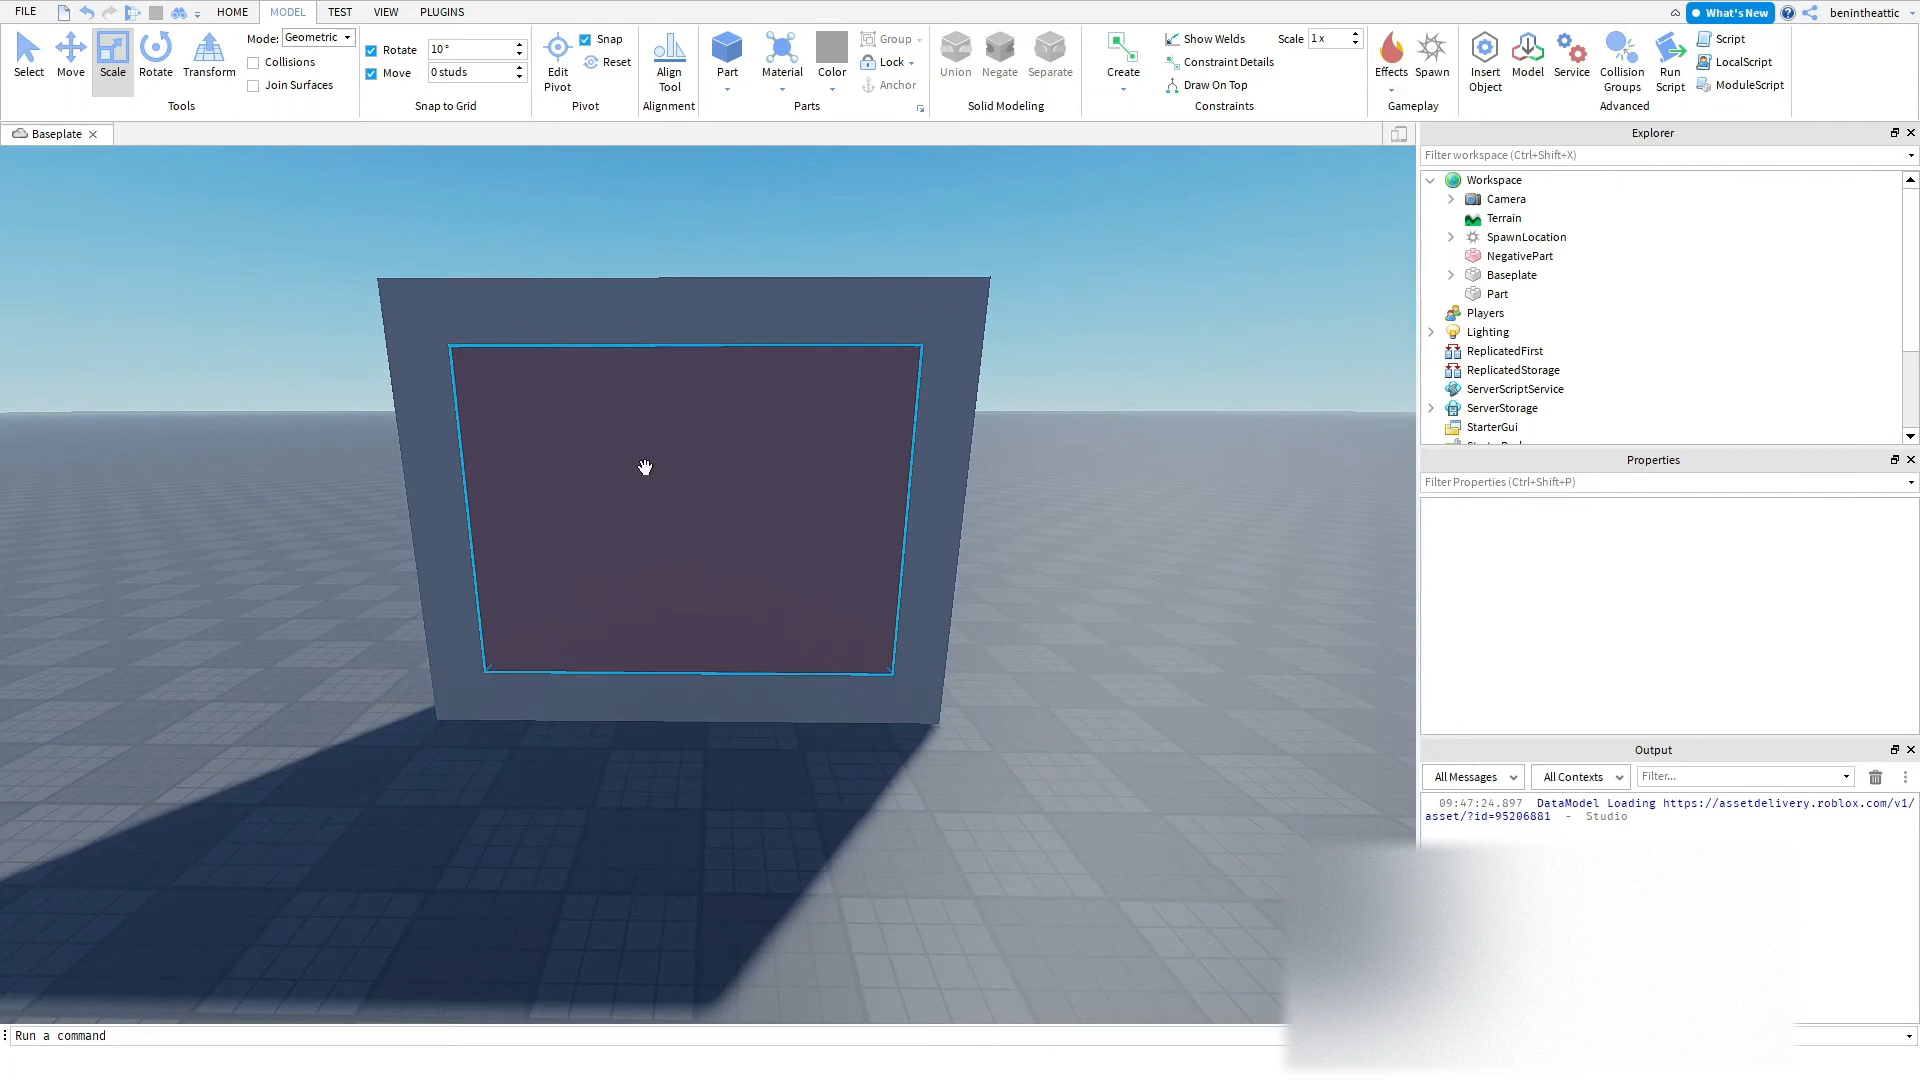 FILE HOME MODEL TEST VIEW PLUGINS What's New benintheattic
Select Move Scale Rotate Transform
Mode: Geometric
Collisions
Join Surfaces
Tools
Rotate 10°
Move 0 studs
Snap to Grid
Edit Pivot
Snap
Reset
Pivot
Align Tool
Alignment
Part Material Color
Group
Lock
Anchor
Parts
Union Negate Separate
Solid Modeling
Create
Show Welds
Constraint Details
Draw On Top
Scale 1 x
Constraints
Effects Spawn
Gameplay
Insert Object
Model
Service
Collision Groups
Run Script
Script
LocalScript
ModuleScript
Advanced
Baseplate
Explorer
Filter workspace (Ctrl+Shift+X)
Workspace
Camera
Terrain
SpawnLocation
NegativePart
Baseplate
Part
Players
Lighting
ReplicatedFirst
ReplicatedStorage
ServerScriptService
ServerStorage
StarterGui
Properties
Filter Properties (Ctrl+Shift+P)
Output
All Messages All Contexts Filter...
09:47:24.897 DataModel Loading https://assetdelivery.roblox.com/v1/
asset/?id=95206881 - Studio
Run a command